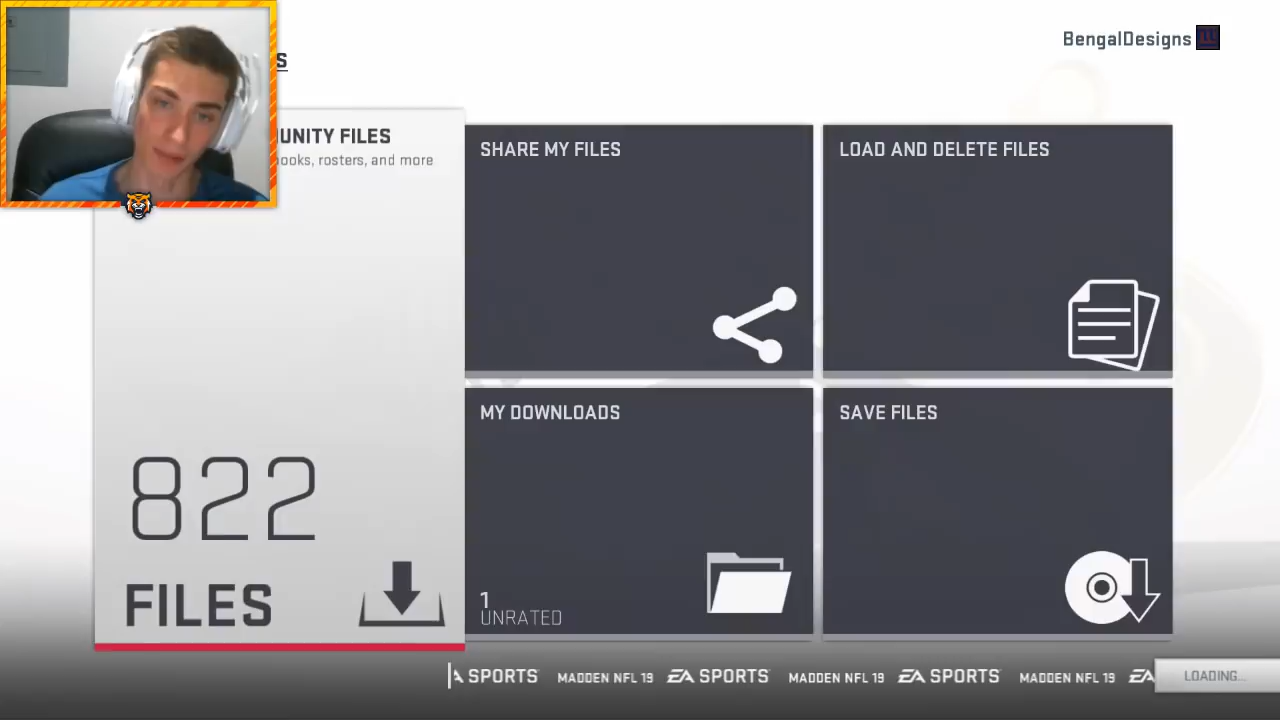 BengalDesigns
S
UNITY FILES
ooks, rosters, and more
SHARE MY FILES
LOAD AND DELETE FILES
822
FILES
MY DOWNLOADS
1
UNRATED
SAVE FILES
A SPORTS MADDEN NFL 19 EA SPORTS MADDEN NFL 19 EA SPORTS MADDEN NFL 19 EA
LOADING...